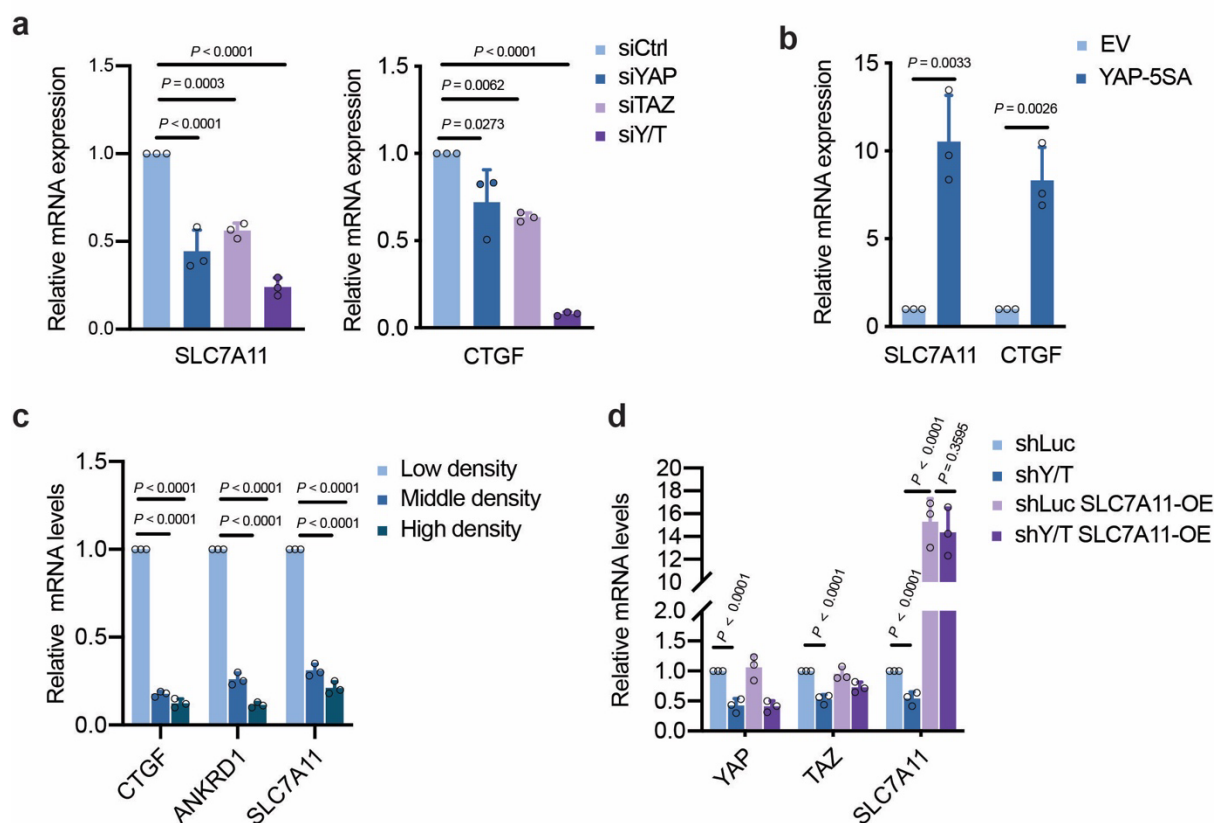 a
P < 0.0001
P = 0.0003
P < 0.0001
Relative mRNA expression
1.5
1.0
0.5
0.0
SLC7A11
P < 0.0001
P = 0.0062
P = 0.0273
Relative mRNA expression
1.5
1.0
0.5
0.0
CTGF
siCtrl
siYAP
siTAZ
siY/T
b
P = 0.0033
P = 0.0026
Relative mRNA expression
15
10
5
0
SLC7A11
CTGF
EV
YAP-5SA
c
P < 0.0001
P < 0.0001
P < 0.0001
P < 0.0001
P < 0.0001
P < 0.0001
Relative mRNA levels
1.5
1.0
0.5
0.0
CTGF
ANKRD1
SLC7A11
Low density
Middle density
High density
d
P < 0.0001
P < 0.0001
P < 0.0001
P < 0.0001
P = 0.3595
Relative mRNA levels
20
18
16
14
12
10
2.0
1.5
1.0
0.5
0.0
YAP
TAZ
SLC7A11
shLuc
shY/T
shLuc SLC7A11-OE
shY/T SLC7A11-OE